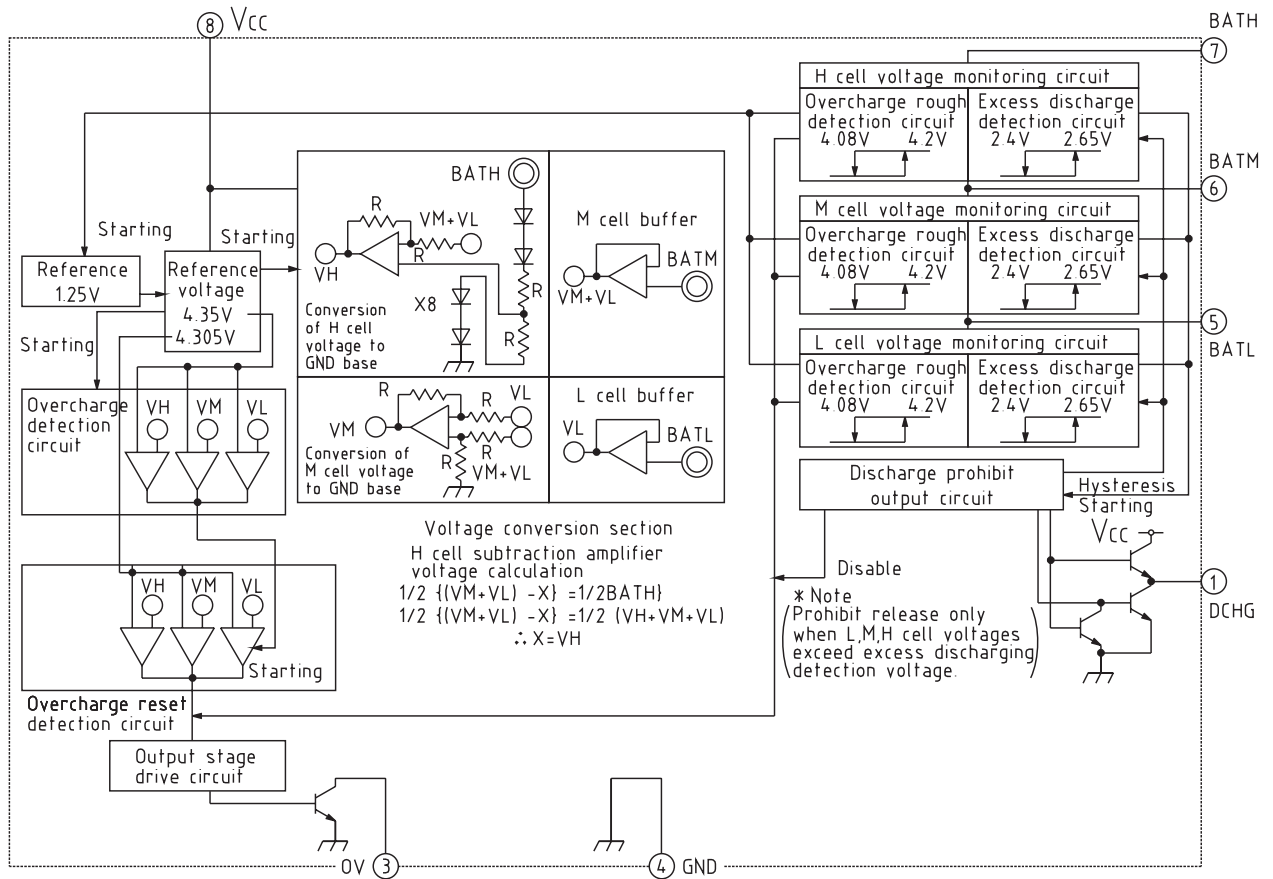 8 VCC
BATH
7
H cell voltage monitoring circuit
Overcharge rough detection circuit
4.08V 4.2V
Excess discharge detection circuit
2.4V 2.65V
BATM
6
M cell voltage monitoring circuit
Overcharge rough detection circuit
4.08V 4.2V
Excess discharge detection circuit
2.4V 2.65V
5
BATL
L cell voltage monitoring circuit
Overcharge rough detection circuit
4.08V 4.2V
Excess discharge detection circuit
2.4V 2.65V
Starting
Starting
Reference
1.25V
Reference
voltage
4.35V
4.305V
Starting
BATH
R
VM+VL
R
VH
R
X8
R
Conversion
of H cell
voltage to
GND base
M cell buffer
BATM
VM+VL
R
VL
R
VM
R
R
VM+VL
Conversion of
M cell voltage
to GND base
L cell buffer
VL
BATL
Overcharge
detection
circuit
VH VM VL
Voltage conversion section
H cell subtraction amplifier
voltage calculation
1/2 {(VM+VL) -X} =1/2BATH}
1/2 {(VM+VL) -X} =1/2 (VH+VM+VL)
∴ X=VH
Discharge prohibit
output circuit
Hysteresis
Starting
VCC
Disable
* Note
(Prohibit release only
when L,M,H cell voltages
exceed excess discharging
detection voltage.)
1
DCHG
VH VM VL
Starting
Overcharge reset
detection circuit
Output stage
drive circuit
OV 3
4 GND